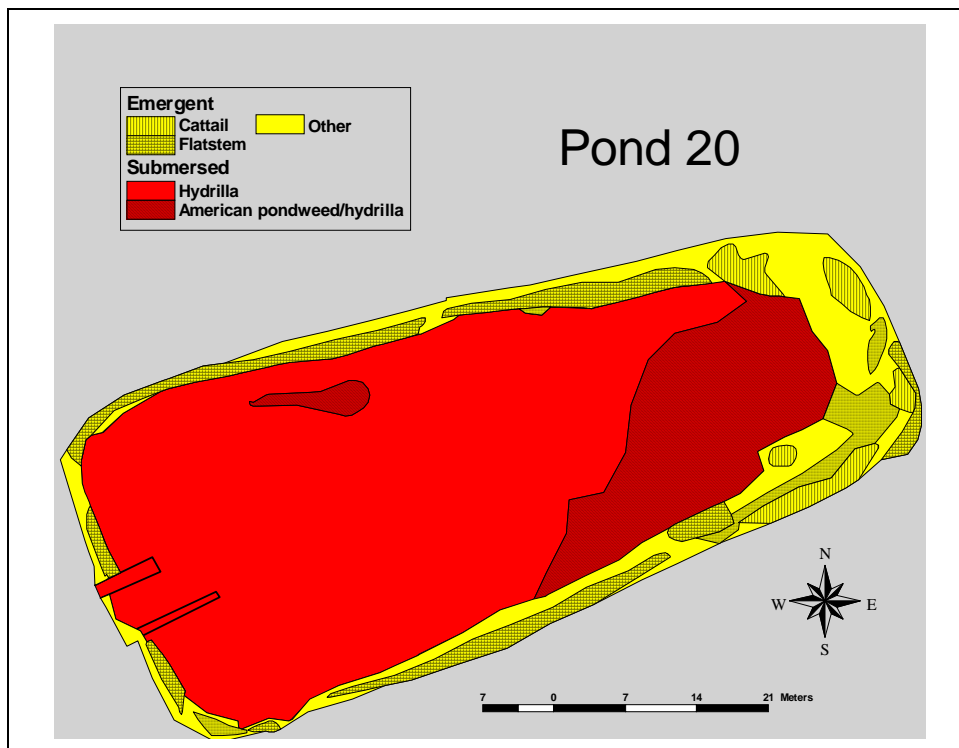 Pond 20
Emergent
Cattail Other
Flatstem
Submersed
Hydrilla
American pondweed/hydrilla
N
W E
S
7 0 7 14 21 Meters